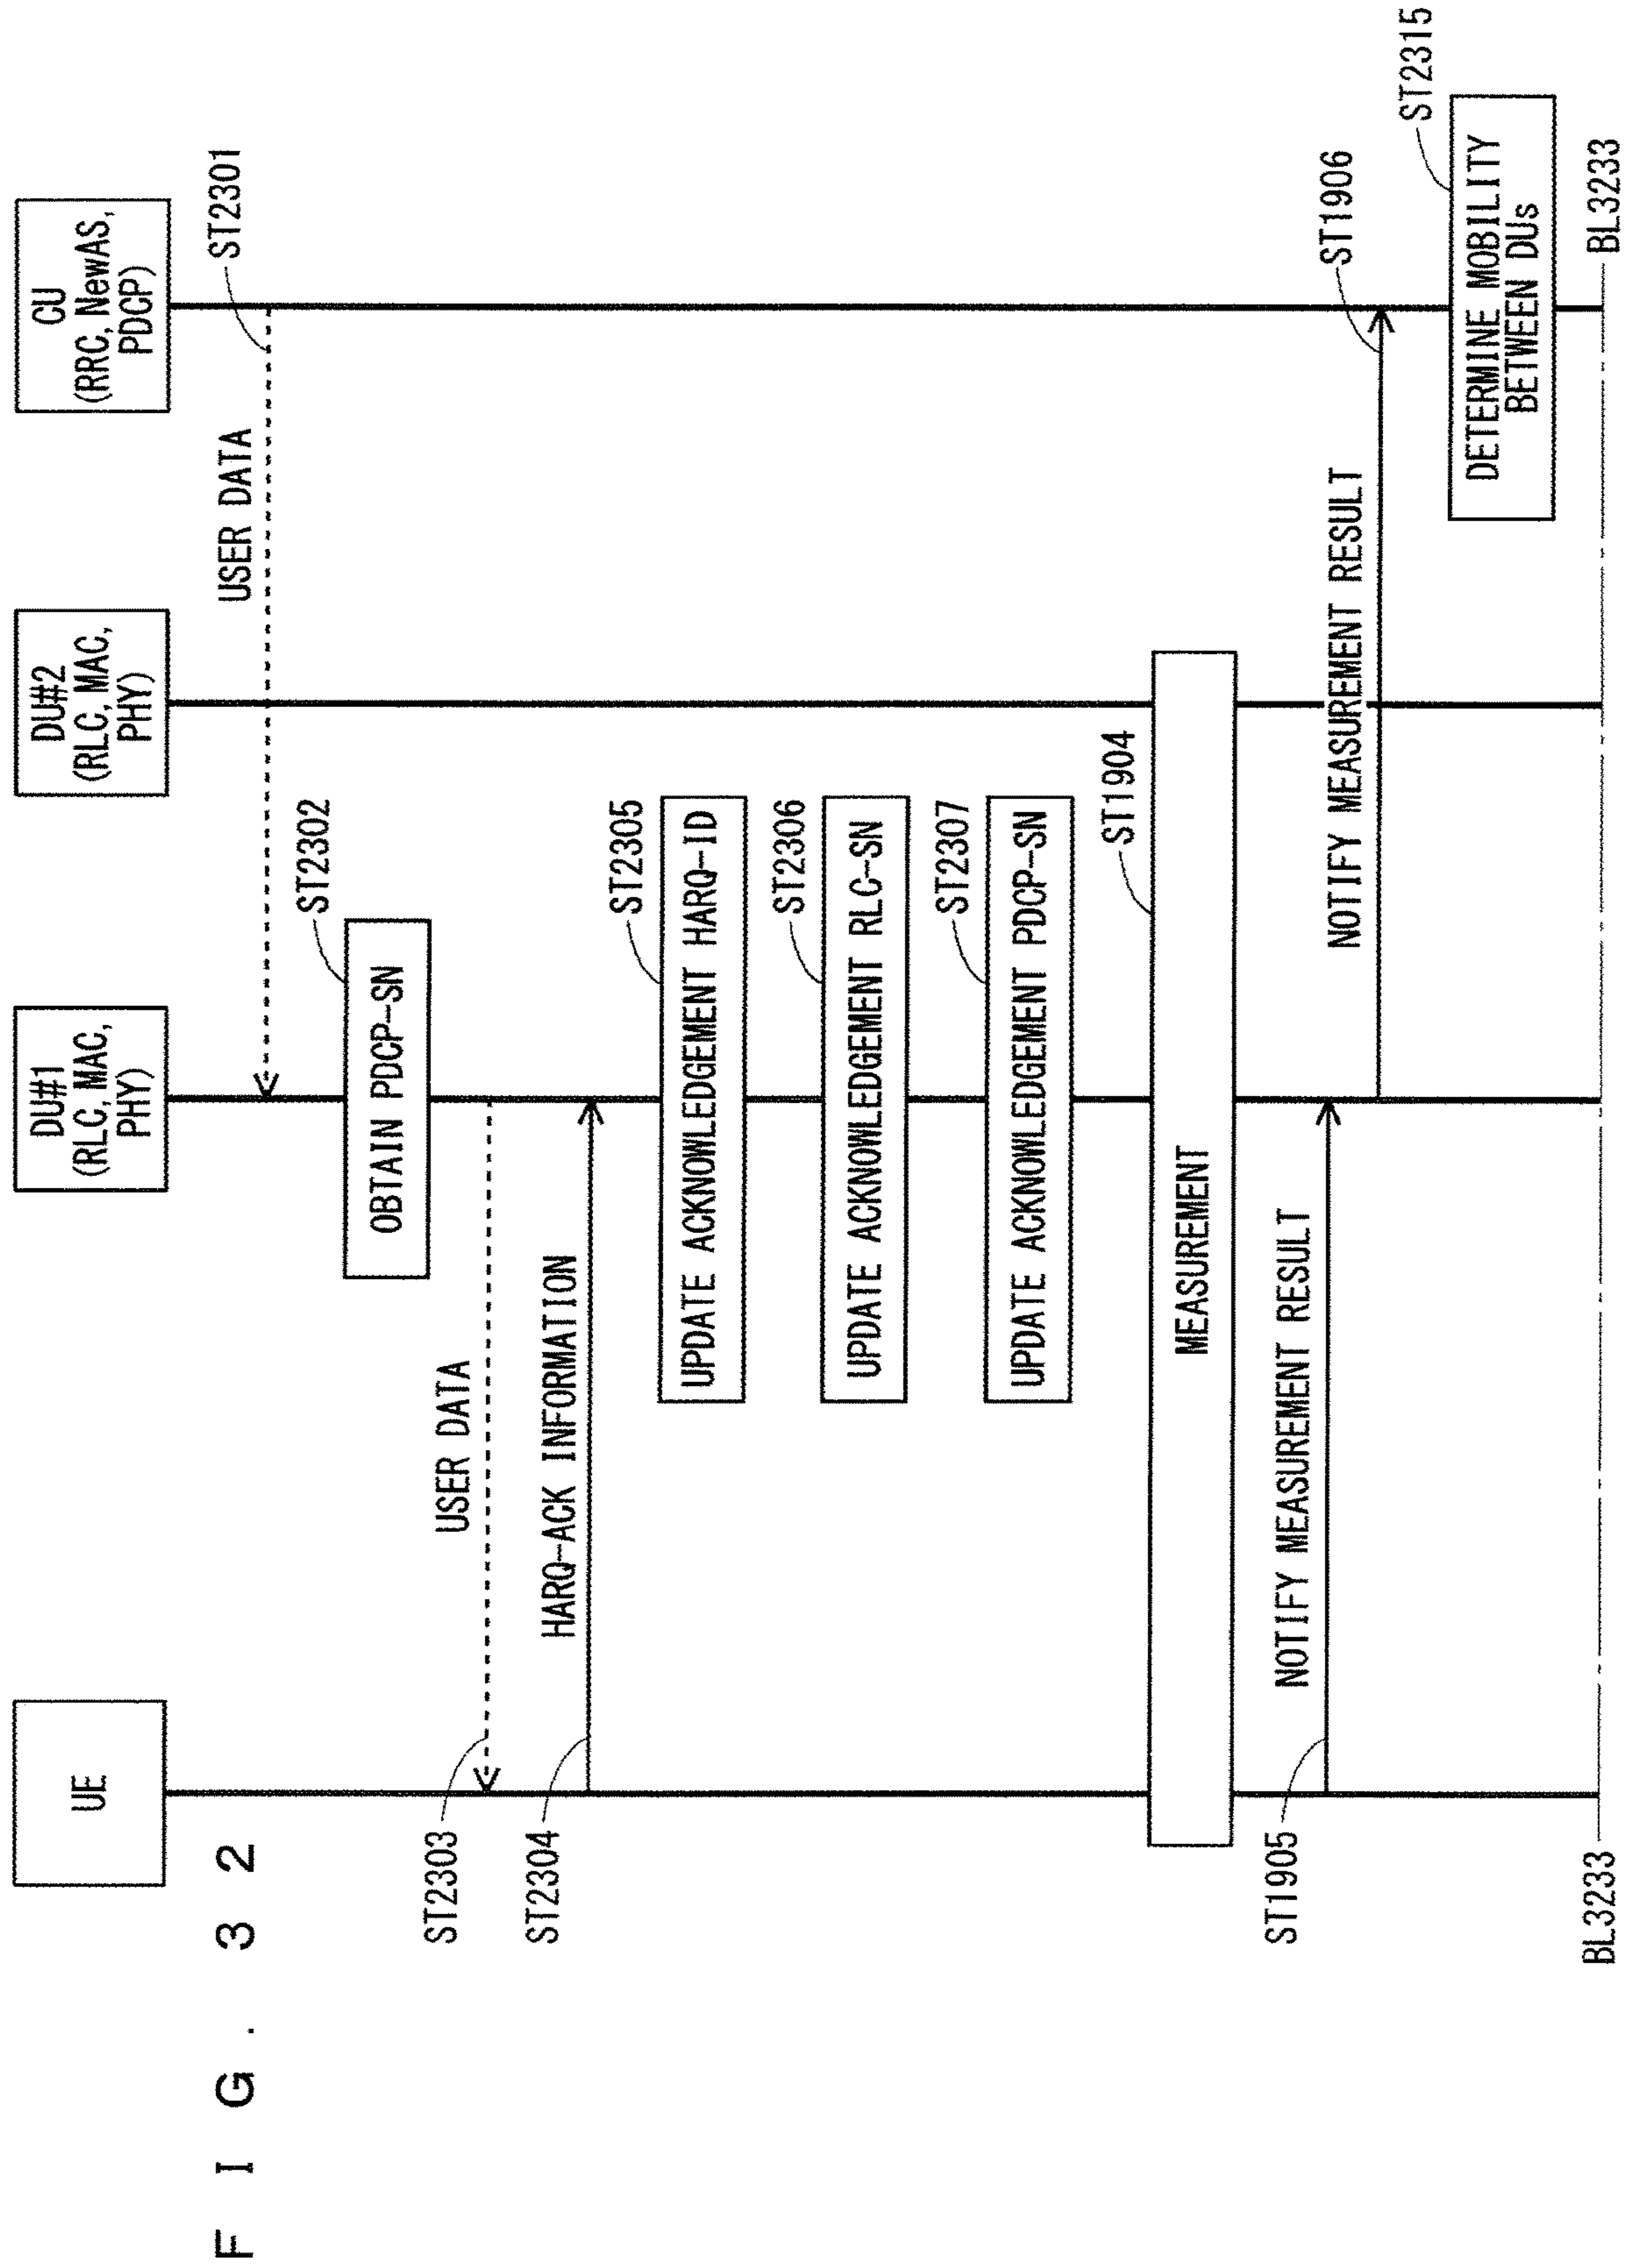 FIG. 32
UE
DU#1
(RLC, MAC,
PHY)
DU#2
(RLC, MAC,
PHY)
CU
(RRC, NewAS,
PDCP)
USER DATA
ST2301
OBTAIN PDCP-SN
ST2302
ST2303
USER DATA
ST2304
HARQ-ACK INFORMATION
UPDATE ACKNOWLEDGEMENT HARQ-ID
ST2305
UPDATE ACKNOWLEDGEMENT RLC-SN
ST2306
UPDATE ACKNOWLEDGEMENT PDCP-SN
ST2307
MEASUREMENT
ST1904
ST1905
NOTIFY MEASUREMENT RESULT
NOTIFY MEASUREMENT RESULT
ST1906
DETERMINE MOBILITY
BETWEEN DUs
ST2315
BL3233
BL3233